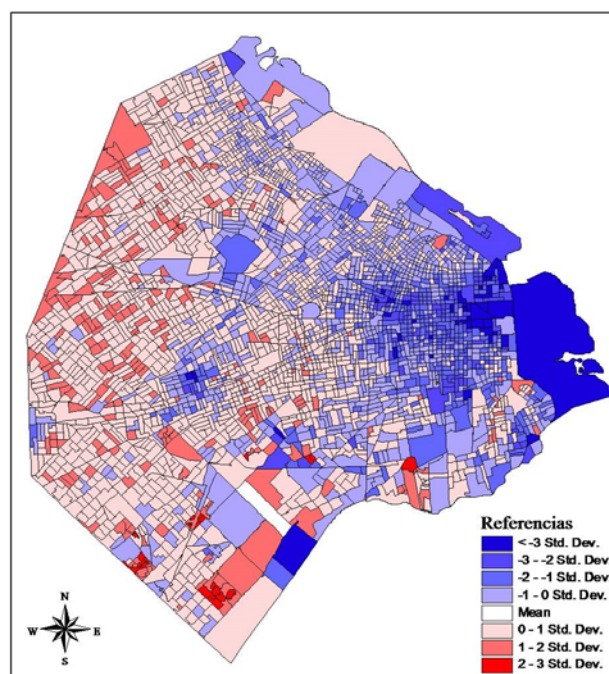 Referencias
< -3 Std. Dev.
-3 - -2 Std. Dev.
-2 - -1 Std. Dev.
-1 - 0 Std. Dev.
Mean
0 - 1 Std. Dev.
1 - 2 Std. Dev.
2 - 3 Std. Dev.
N
W E
S